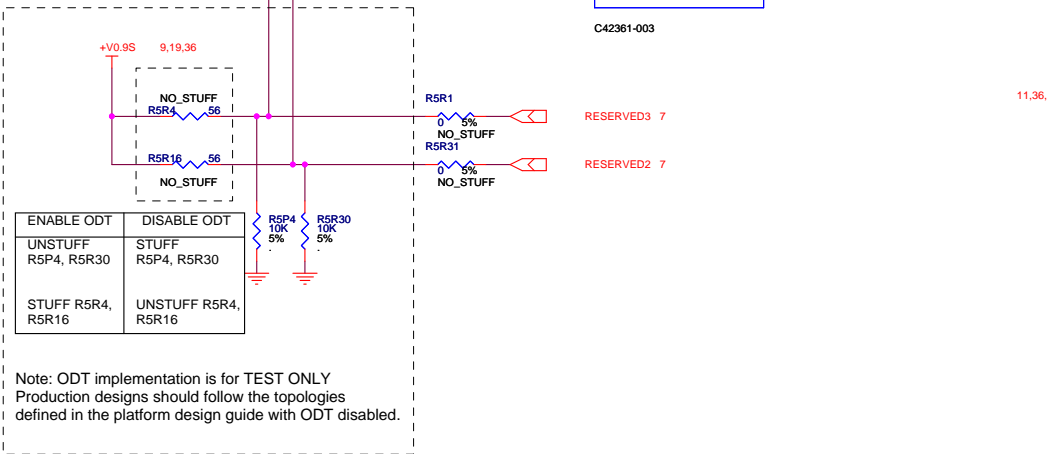 C42361-003
+V0.9S 9,19,36
11,36,
NO_STUFF
R5R4 56
R5R1
0 5%
NO_STUFF
RESERVED3 7
R5R16 56
NO_STUFF
R5R31
0 5%
NO_STUFF
RESERVED2 7
R5P4
10K
5%
.
R5R30
10K
5%
.
ENABLE ODT DISABLE ODT
UNSTUFF STUFF
R5P4, R5R30 R5P4, R5R30
STUFF R5R4, UNSTUFF R5R4,
R5R16 R5R16
Note: ODT implementation is for TEST ONLY
Production designs should follow the topologies
defined in the platform design guide with ODT disabled.